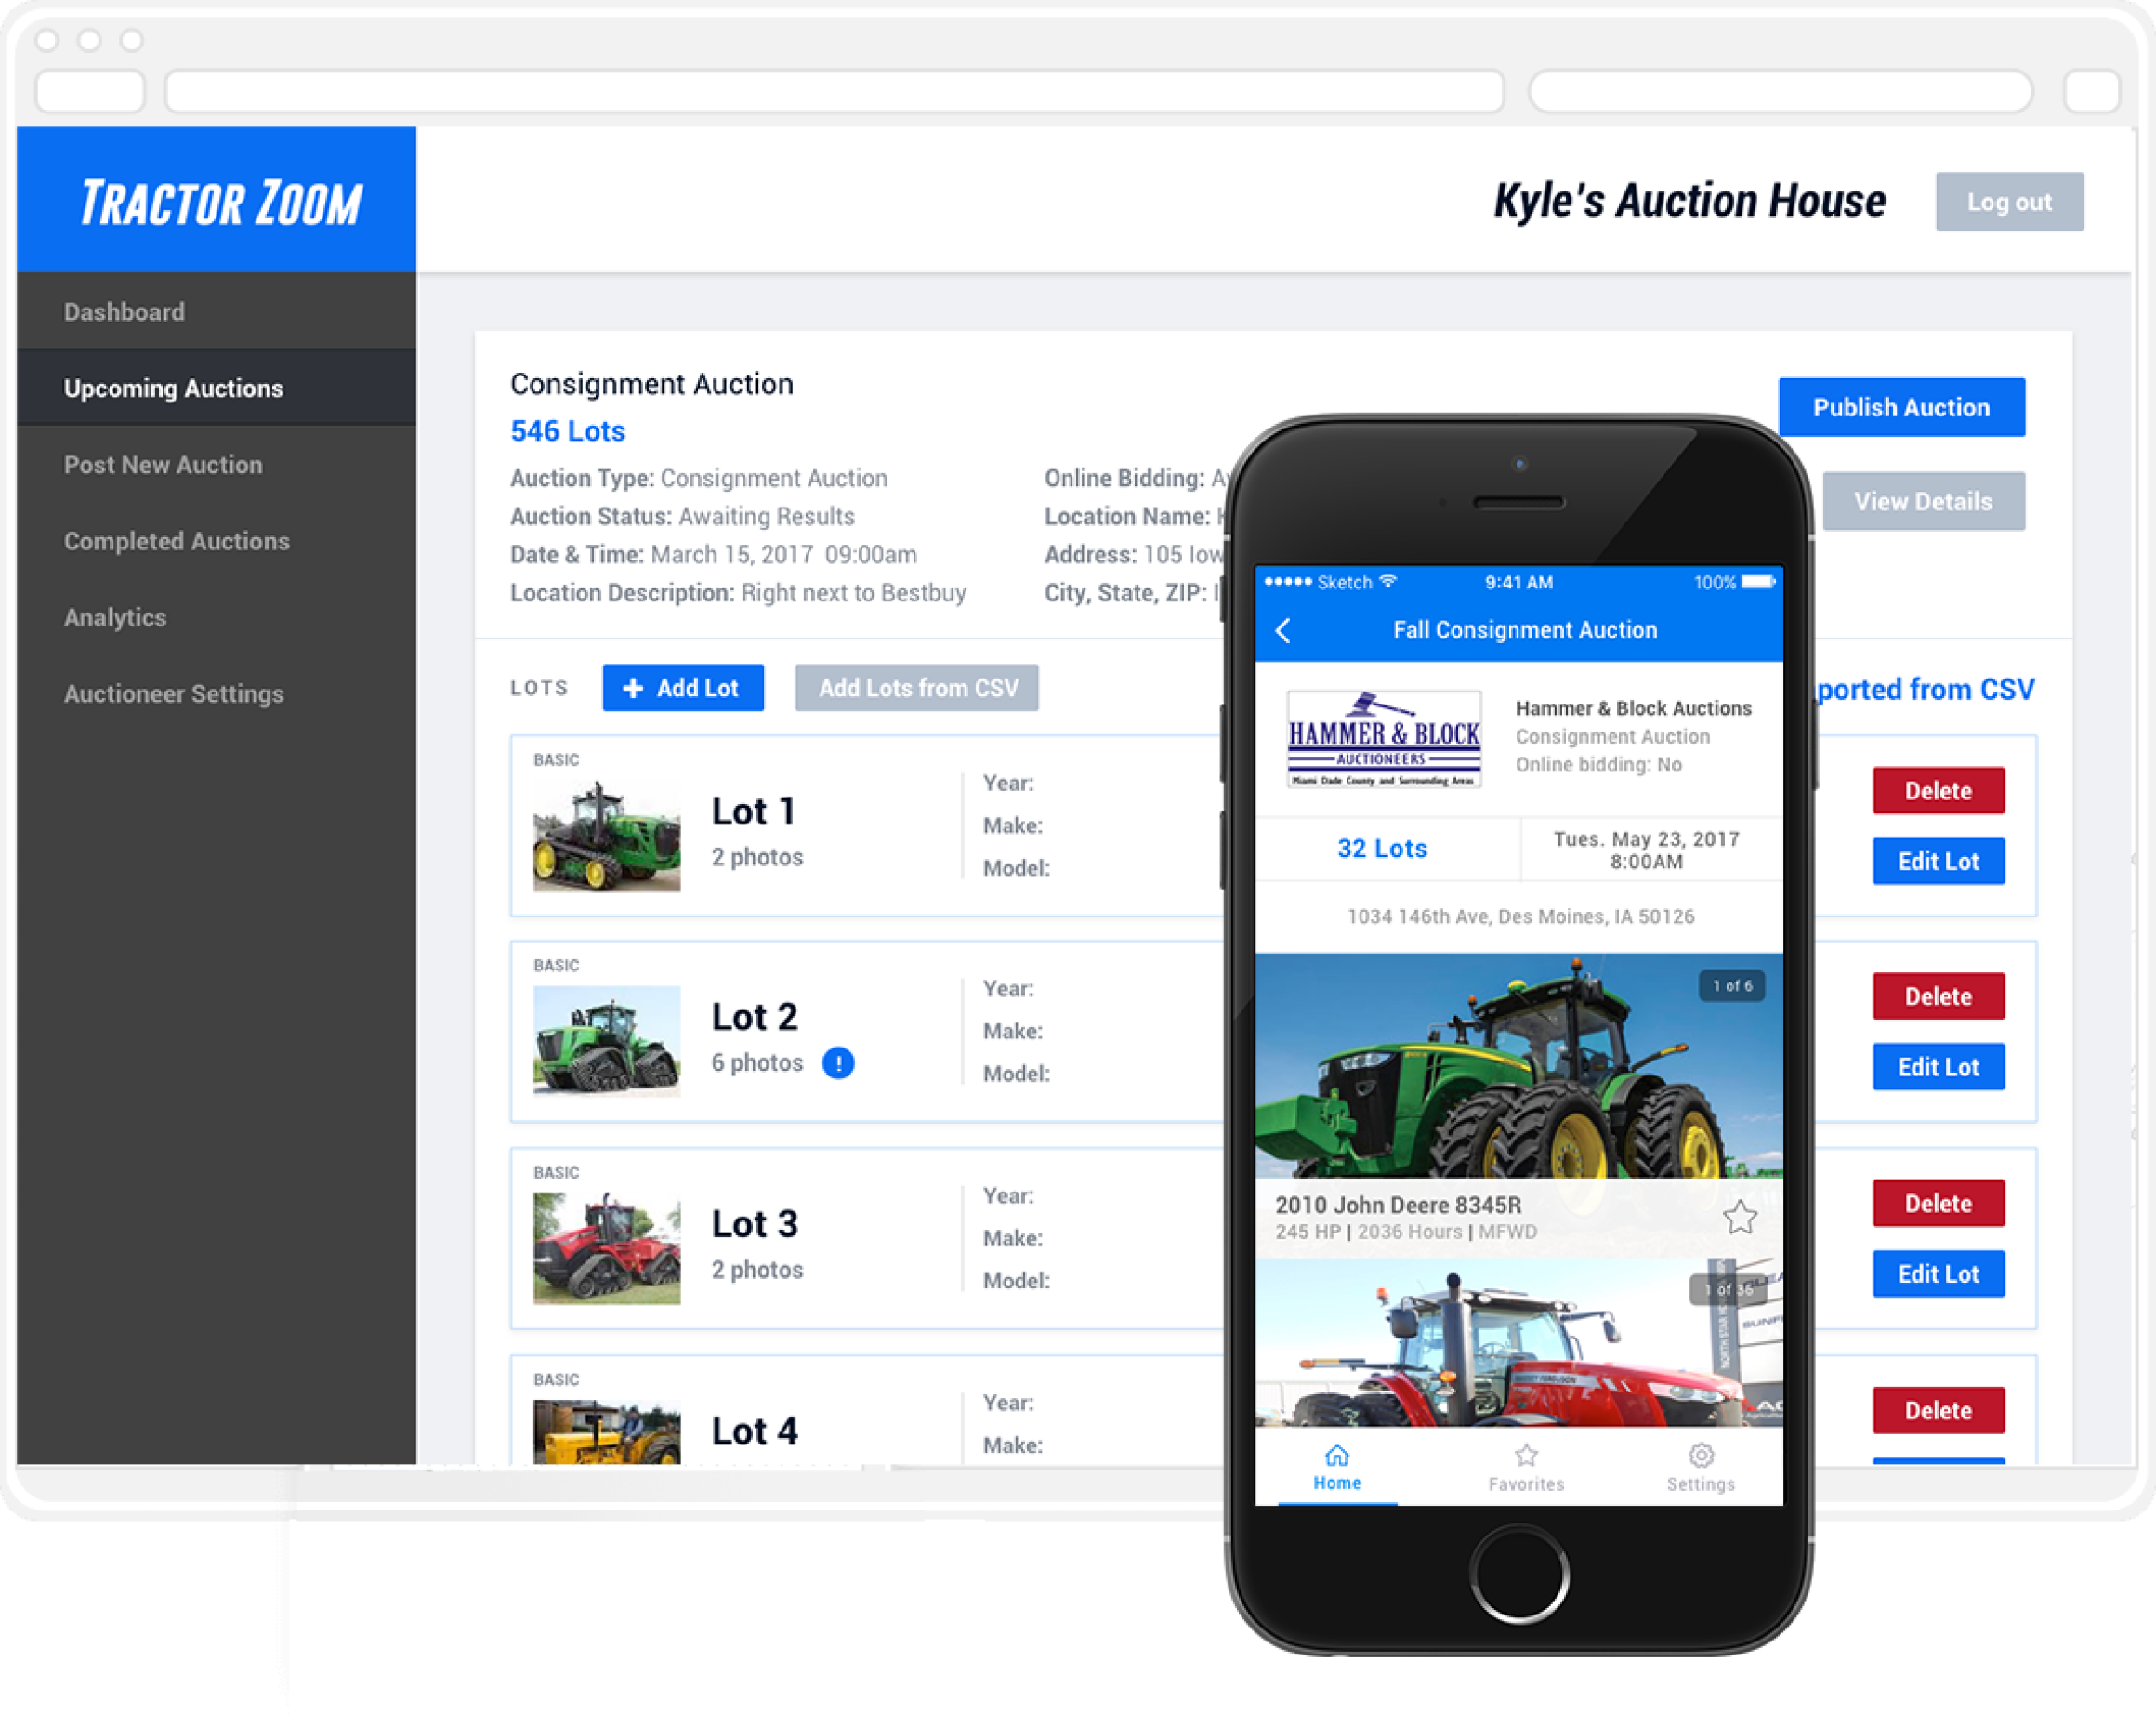 TRACTOR ZOOM
Kyle's Auction House
Log out
Dashboard
Upcoming Auctions
Post New Auction
Completed Auctions
Analytics
Auctioneer Settings
Consignment Auction
546 Lots
Publish Auction
View Details
Auction Type: Consignment Auction
Auction Status: Awaiting Results
Date & Time: March 15, 2017 09:00am
Location Description: Right next to Bestbuy
Online Bidding:
Location Name:
Address: 105
City, State, ZIP:
LOTS
+ Add Lot
Add Lots from CSV
from CSV
BASIC
Lot 1
2 photos
Year:
Make:
Model:
Delete
Edit Lot
BASIC
Lot 2
6 photos !
Year:
Make:
Model:
Delete
Edit Lot
BASIC
Lot 3
2 photos
Year:
Make:
Model:
Delete
Edit Lot
BASIC
Lot 4
Year:
Make:
Delete
Sketch
9:41 AM
100%
Fall Consignment Auction
HAMMER & BLOCK
AUCTIONEERS
Miami Dade County and Surrounding Areas
Hammer & Block Auctions
Consignment Auction
Online bidding: No
32 Lots
Tues. May 23, 2017
8:00AM
1034 146th Ave, Des Moines, IA 50126
1 of 6
2010 John Deere 8345R
245 HP | 2036 Hours | MFWD
1 of 36
MASSEY FERGUSON
NORTH STAR
Home
Favorites
Settings